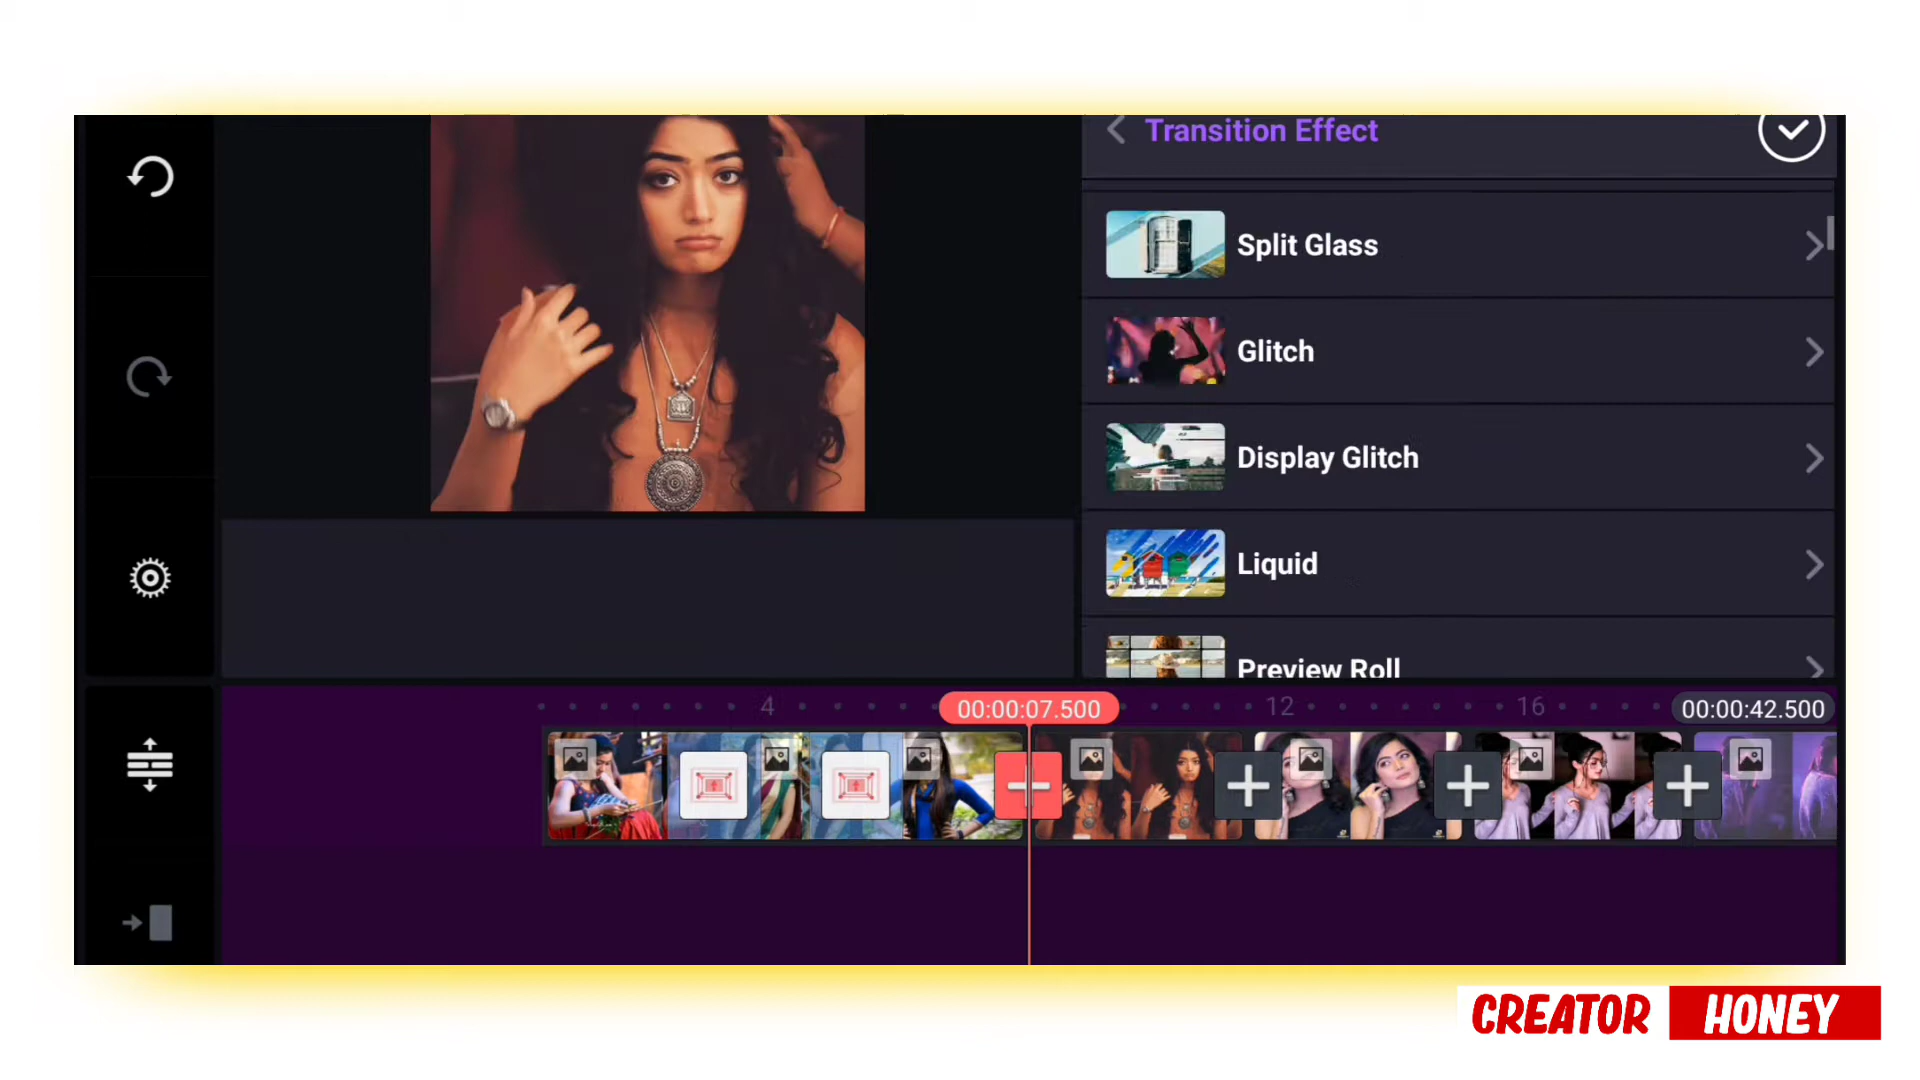 Transition Effect
Split Glass
Glitch
Display Glitch
Liquid
Preview Roll
4
00:00:07.500
12
16
00:00:42.500
CREATOR HONEY